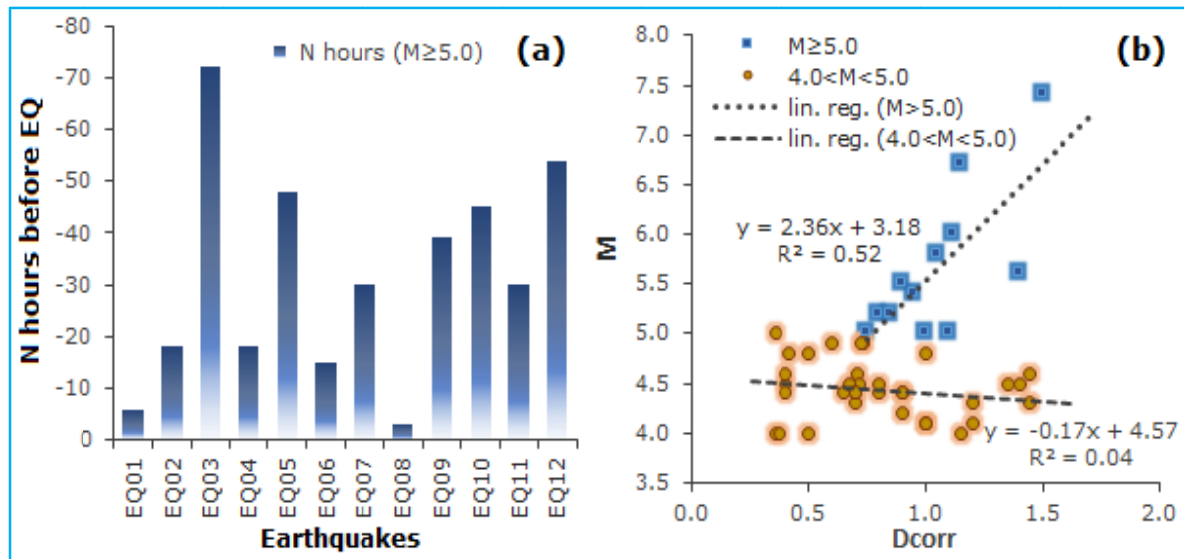 -80
-70
-60
-50
-40
-30
-20
-10
0
N hours before EQ
N hours (M≥5.0)
(a)
EQ01
EQ02
EQ03
EQ04
EQ05
EQ06
EQ07
EQ08
EQ09
EQ10
EQ11
EQ12
Earthquakes
8.0
7.5
7.0
6.5
6.0
5.5
5.0
4.5
4.0
3.5
M
M≥5.0
4.0<M<5.0
lin. reg. (M>5.0)
lin. reg. (4.0<M<5.0)
(b)
y = 2.36x + 3.18
R² = 0.52
y = -0.17x + 4.57
R² = 0.04
0.0
0.5
1.0
1.5
2.0
Dcorr